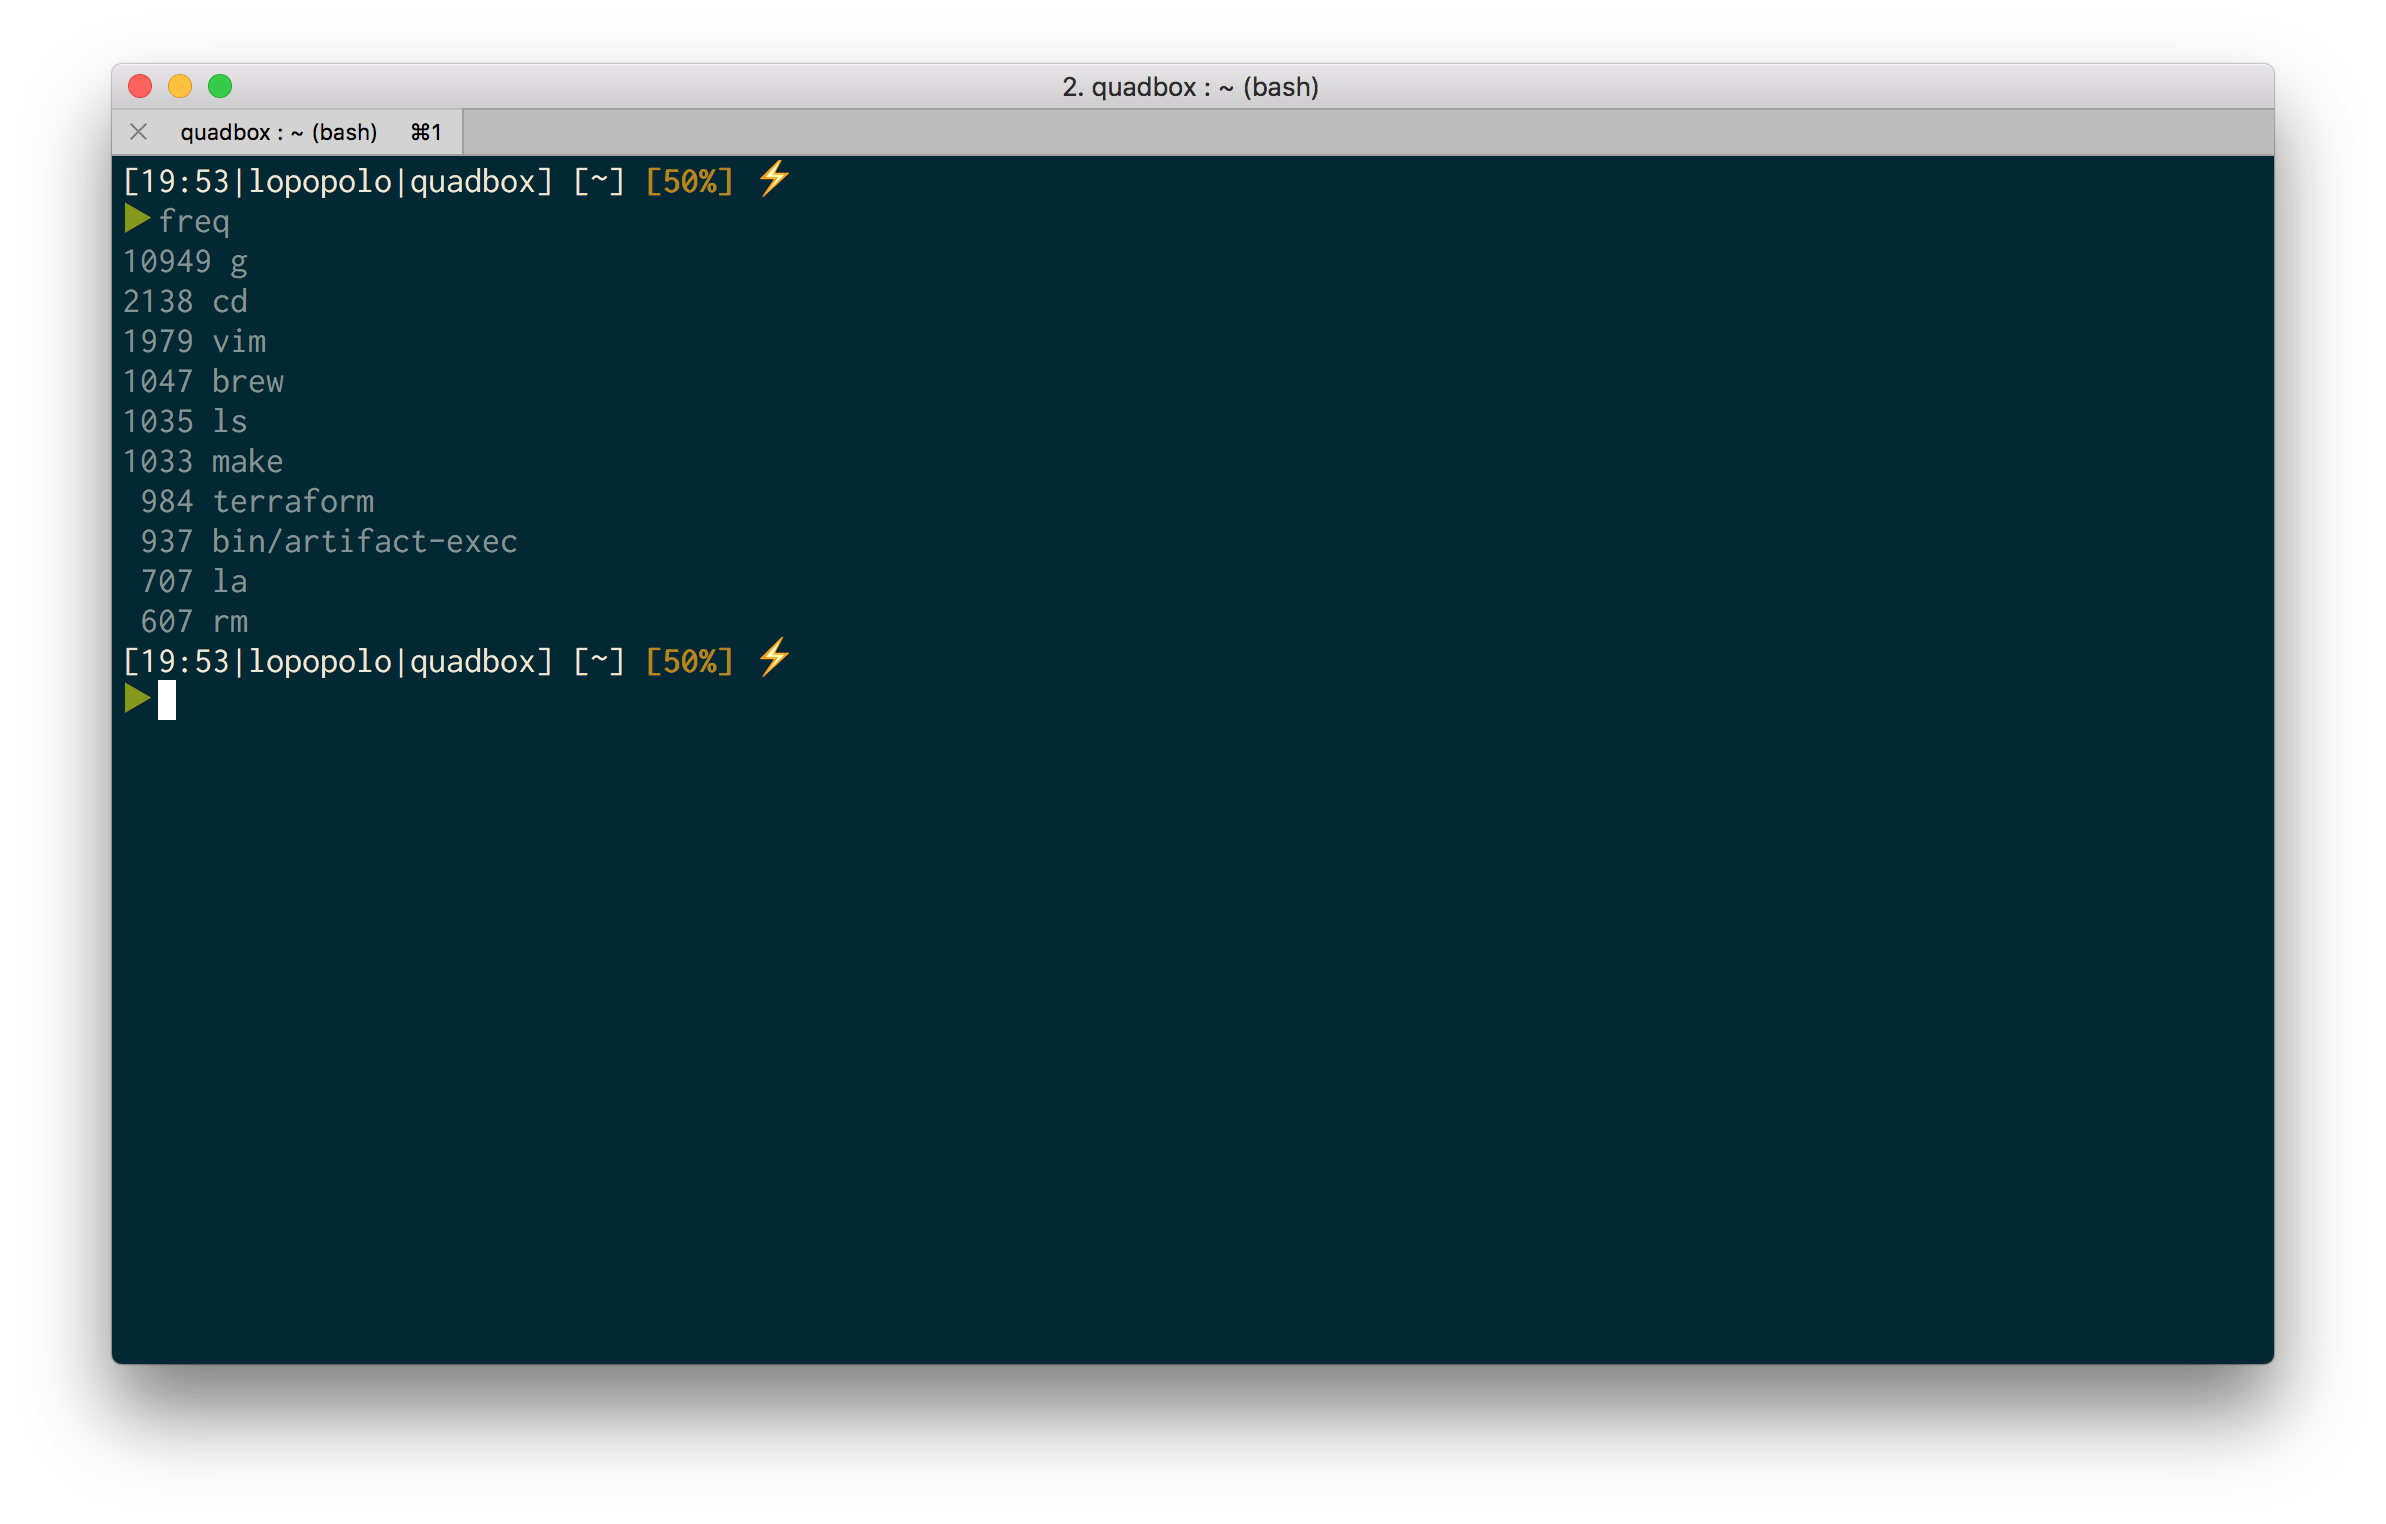 2. quadbox : ~ (bash)
quadbox : ~ (bash) ⌘1
[19:53|lopopolo|quadbox] [~] [50%] ⚡
▶ freq
10949 g
2138 cd
1979 vim
1047 brew
1035 ls
1033 make
984 terraform
937 bin/artifact-exec
707 la
607 rm
[19:53|lopopolo|quadbox] [~] [50%] ⚡
▶